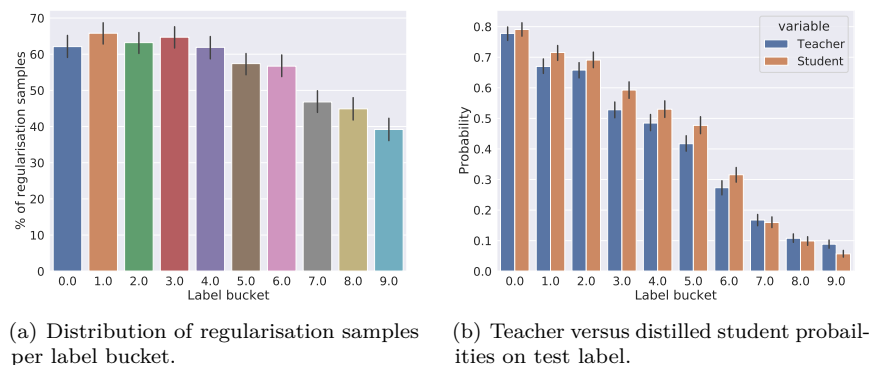 70
60
50
40
30
20
10
0
% of regularisation samples
0.0 1.0 2.0 3.0 4.0 5.0 6.0 7.0 8.0 9.0
Label bucket
(a) Distribution of regularisation samples
per label bucket.
0.8
0.7
0.6
0.5
0.4
0.3
0.2
0.1
0.0
Probability
variable
Teacher
Student
0.0 1.0 2.0 3.0 4.0 5.0 6.0 7.0 8.0 9.0
Label bucket
(b) Teacher versus distilled student probail-
ities on test label.